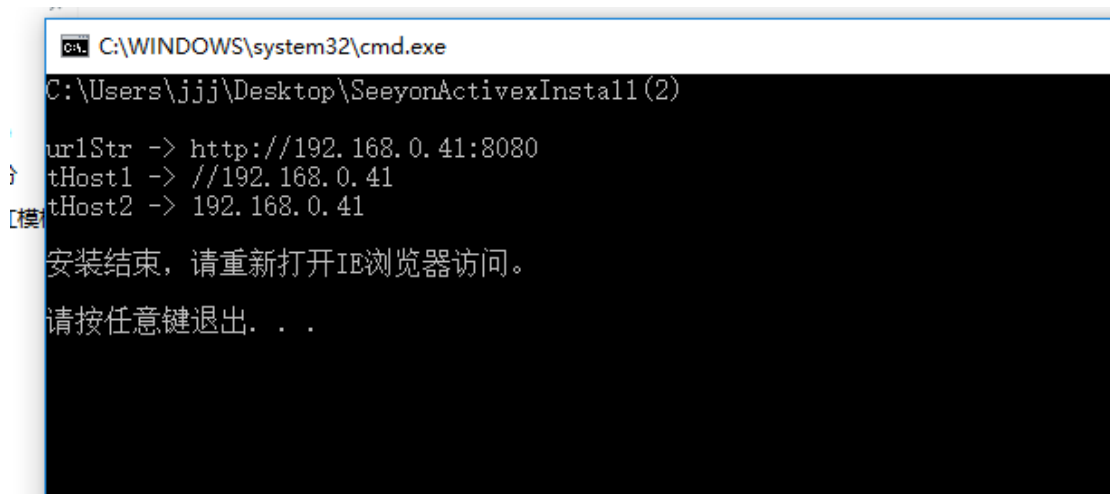 C:\WINDOWS\system32\cmd.exe
C:\Users\jjj\Desktop\SeeyonActivexInstall(2)
urlStr -> http://192.168.0.41:8080
tHost1 -> //192.168.0.41
tHost2 -> 192.168.0.41
安装结束，请重新打开IE浏览器访问。
请按任意键退出. . .